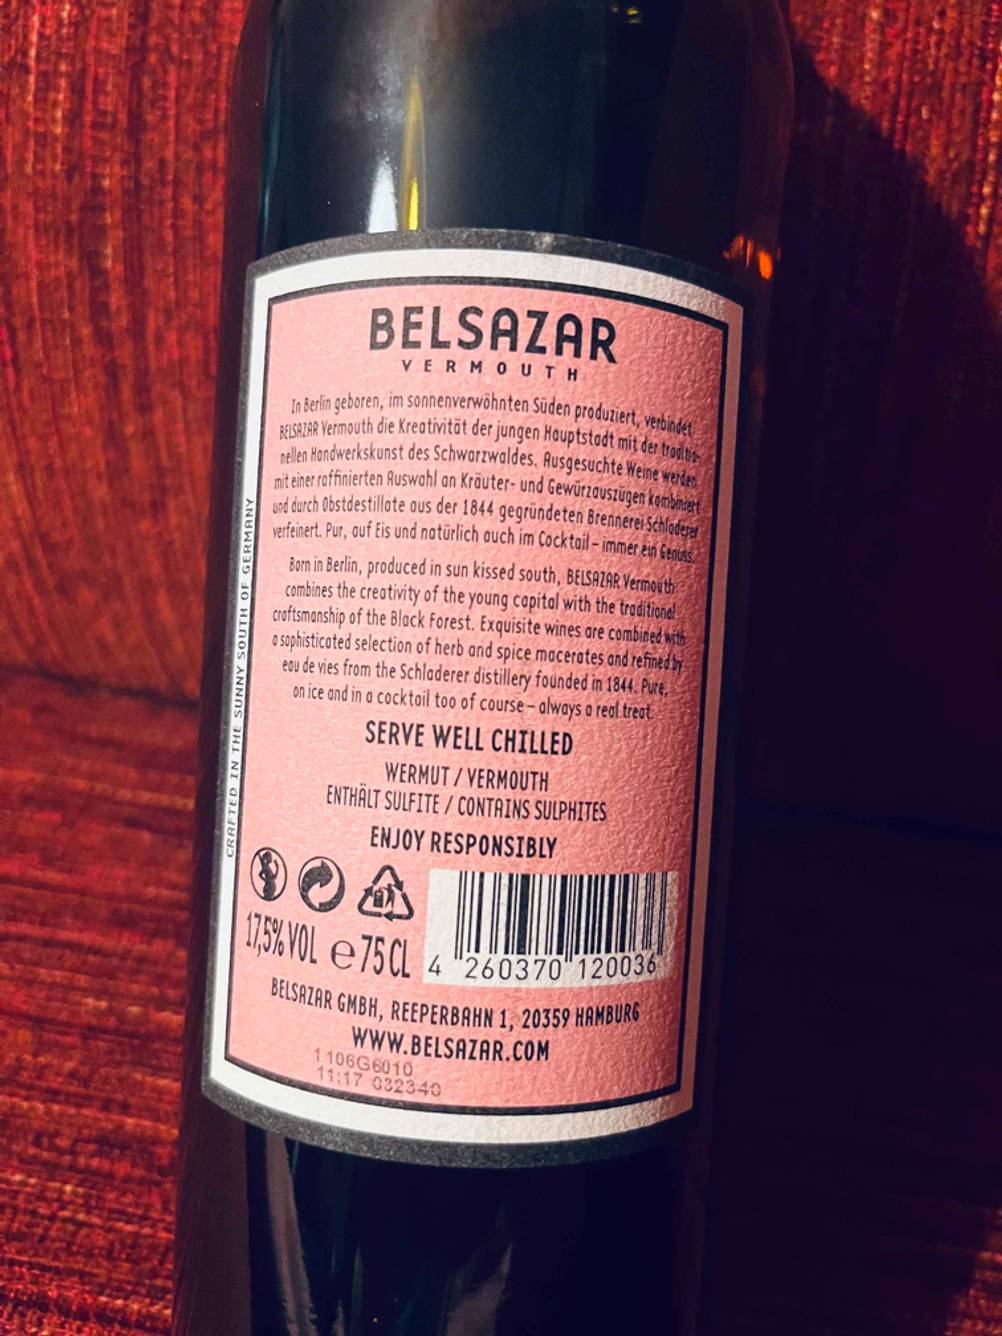 BELSAZAR
VERMOUTH
In Berlin geboren, im sonnenverwöhnten Süden produziert, verbindet
BELSAZAR Vermouth die Kreativität der jungen Hauptstadt mit der traditio-
nellen Handwerkskunst des Schwarzwaldes. Ausgesuchte Weine werden
mit einer raffinierten Auswahl an Kräuter- und Gewürzauszügen kombiniert
und durch Obstdestillate aus der 1844 gegründeten Brennerei Schladerer
verfeinert. Pur, auf Eis und natürlich auch im Cocktail – immer ein Genuss.
Born in Berlin, produced in sun kissed south, BELSAZAR Vermouth
combines the creativity of the young capital with the traditional
craftsmanship of the Black Forest. Exquisite wines are combined with
a sophisticated selection of herb and spice macerates and refined by
eau de vies from the Schladerer distillery founded in 1844. Pure,
on ice and in a cocktail too of course – always a real treat.
SERVE WELL CHILLED
WERMUT / VERMOUTH
ENTHÄLT SULFITE / CONTAINS SULPHITES
ENJOY RESPONSIBLY
17,5% VOL e 75 CL
4 260370 120036
BELSAZAR GMBH, REEPERBAHN 1, 20359 HAMBURG
WWW.BELSAZAR.COM
1106G6010
11:17 032340
CRAFTED IN THE SUNNY SOUTH OF GERMANY